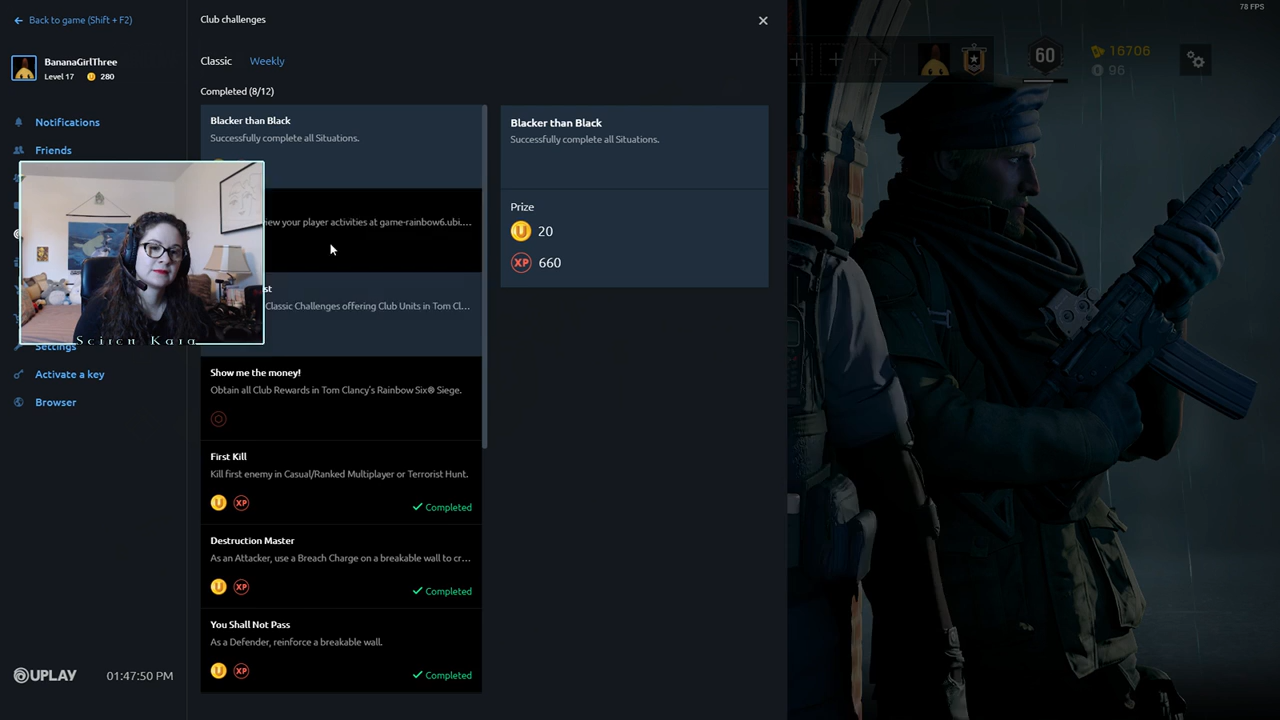 Back to game (Shift + F2)
Club challenges
78 FPS
BananaGirlThree
Level 17 280
Classic Weekly
60
16706
96
Completed (8/12)
Blacker than Black
Successfully complete all Situations.
Blacker than Black
Successfully complete all Situations.
Notifications
Friends
Prize
U 20
XP 660
iew your player activities at game-rainbow6.ubi....
st
Classic Challenges offering Club Units in Tom Cl...
Settings
Activate a key
Browser
Show me the money!
Obtain all Club Rewards in Tom Clancy's Rainbow Six® Siege.
First Kill
Kill first enemy in Casual/Ranked Multiplayer or Terrorist Hunt.
U XP Completed
Destruction Master
As an Attacker, use a Breach Charge on a breakable wall to cr...
U XP Completed
You Shall Not Pass
As a Defender, reinforce a breakable wall.
U XP Completed
UPLAY 01:47:50 PM